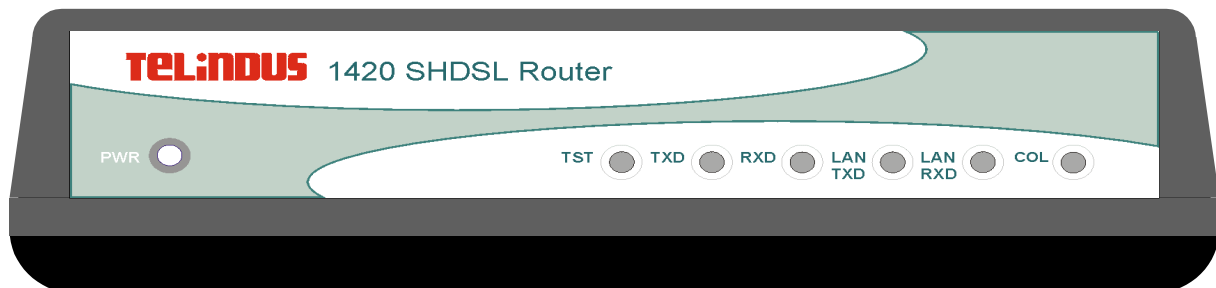 TELiNDUS 1420 SHDSL Router
PWR
TST TXD RXD LAN TXD LAN RXD COL